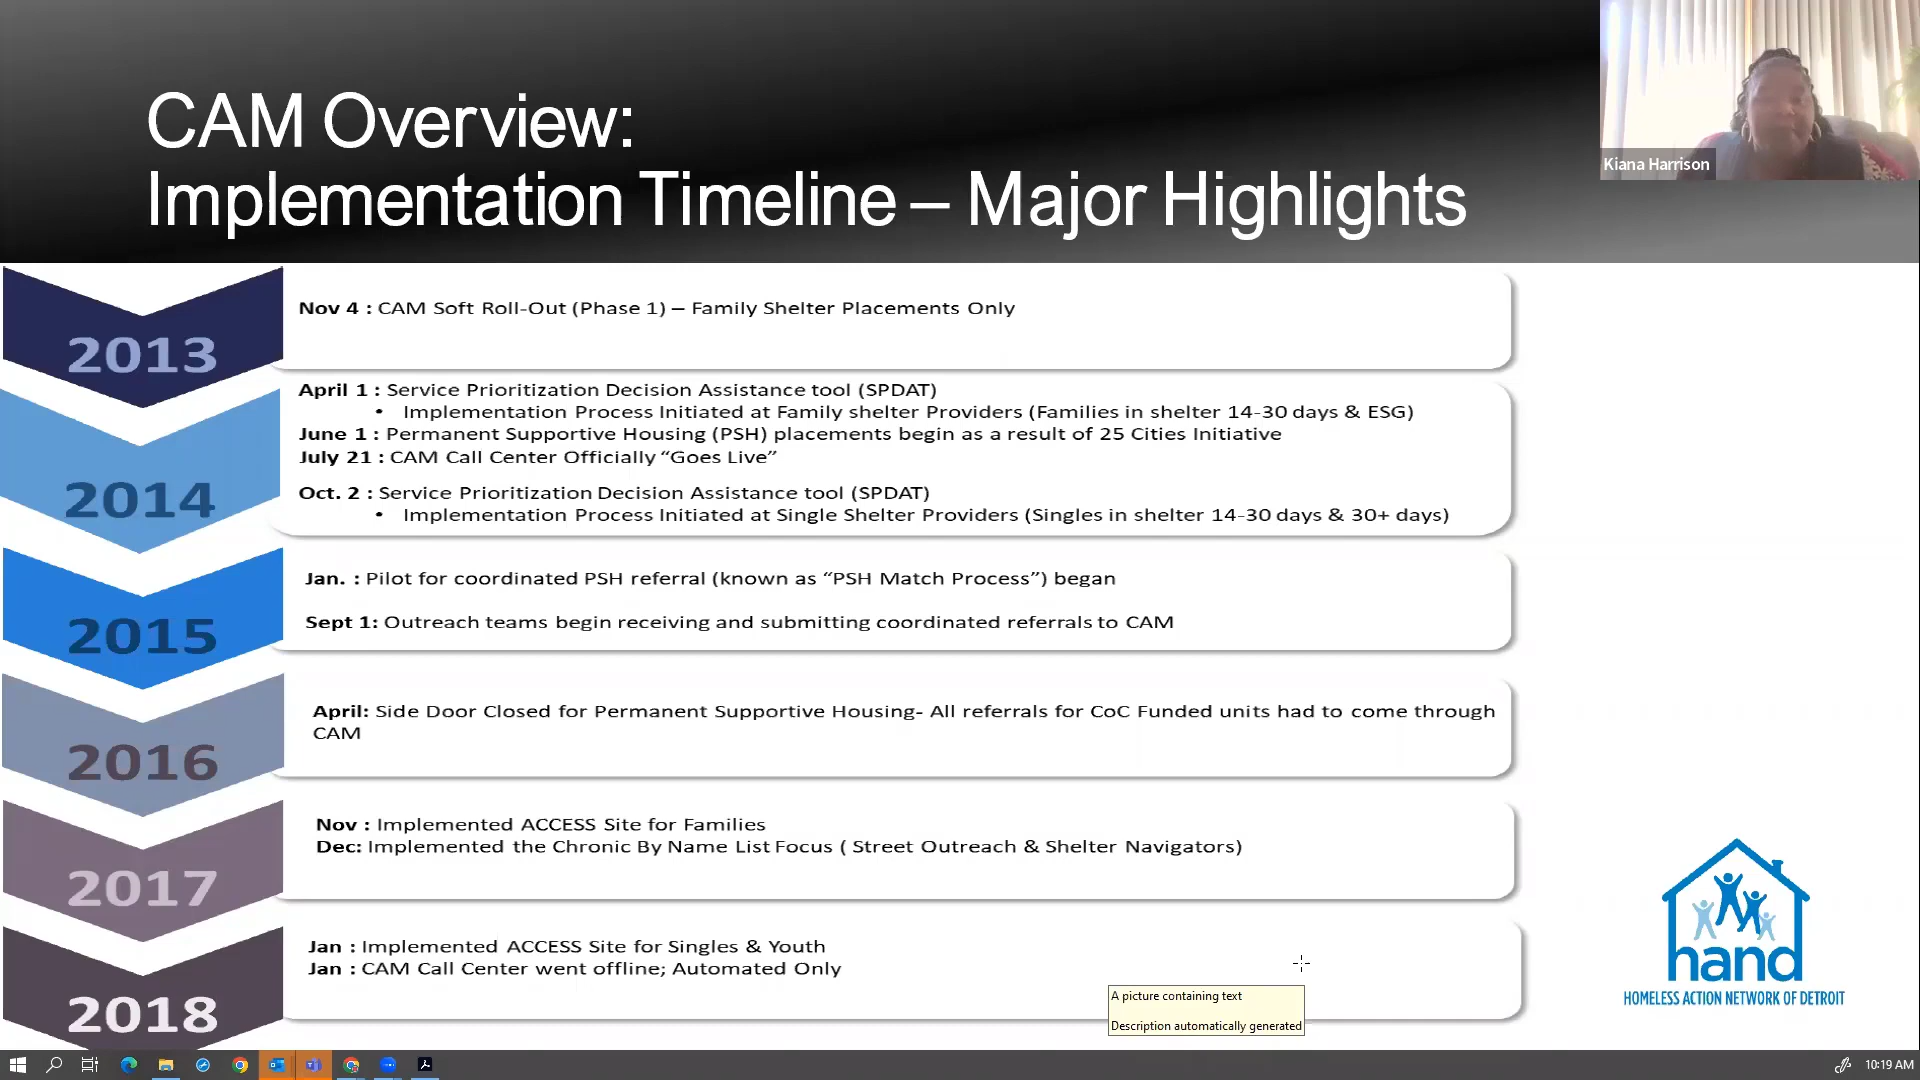 CAM Overview:
Implementation Timeline – Major Highlights
Kiana Harrison
2013
Nov 4 : CAM Soft Roll-Out (Phase 1) – Family Shelter Placements Only
2014
April 1 : Service Prioritization Decision Assistance tool (SPDAT)
• Implementation Process Initiated at Family shelter Providers (Families in shelter 14-30 days & ESG)
June 1 : Permanent Supportive Housing (PSH) placements begin as a result of 25 Cities Initiative
July 21 : CAM Call Center Officially “Goes Live”
Oct. 2 : Service Prioritization Decision Assistance tool (SPDAT)
• Implementation Process Initiated at Single Shelter Providers (Singles in shelter 14-30 days & 30+ days)
2015
Jan. : Pilot for coordinated PSH referral (known as “PSH Match Process”) began
Sept 1: Outreach teams begin receiving and submitting coordinated referrals to CAM
2016
April: Side Door Closed for Permanent Supportive Housing- All referrals for CoC Funded units had to come through
CAM
2017
Nov : Implemented ACCESS Site for Families
Dec: Implemented the Chronic By Name List Focus ( Street Outreach & Shelter Navigators)
2018
Jan : Implemented ACCESS Site for Singles & Youth
Jan : CAM Call Center went offline; Automated Only
A picture containing text
Description automatically generated
hand
HOMELESS ACTION NETWORK OF DETROIT
10:19 AM